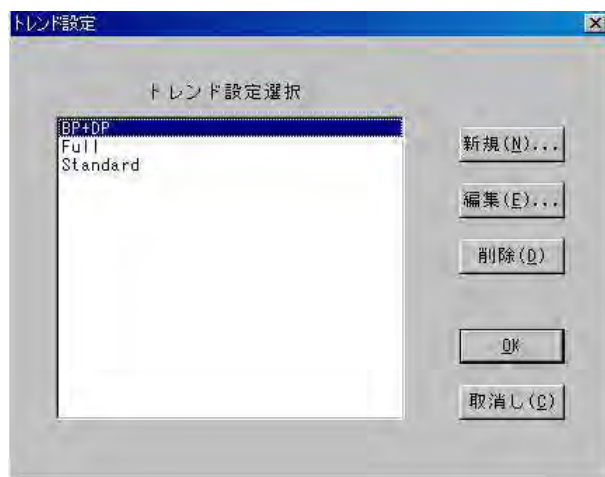 トレンド設定
トレンド設定選択
BP+DP
Full
Standard
新規(N)...
編集(E)...
削除(D)
OK
取消し(C)